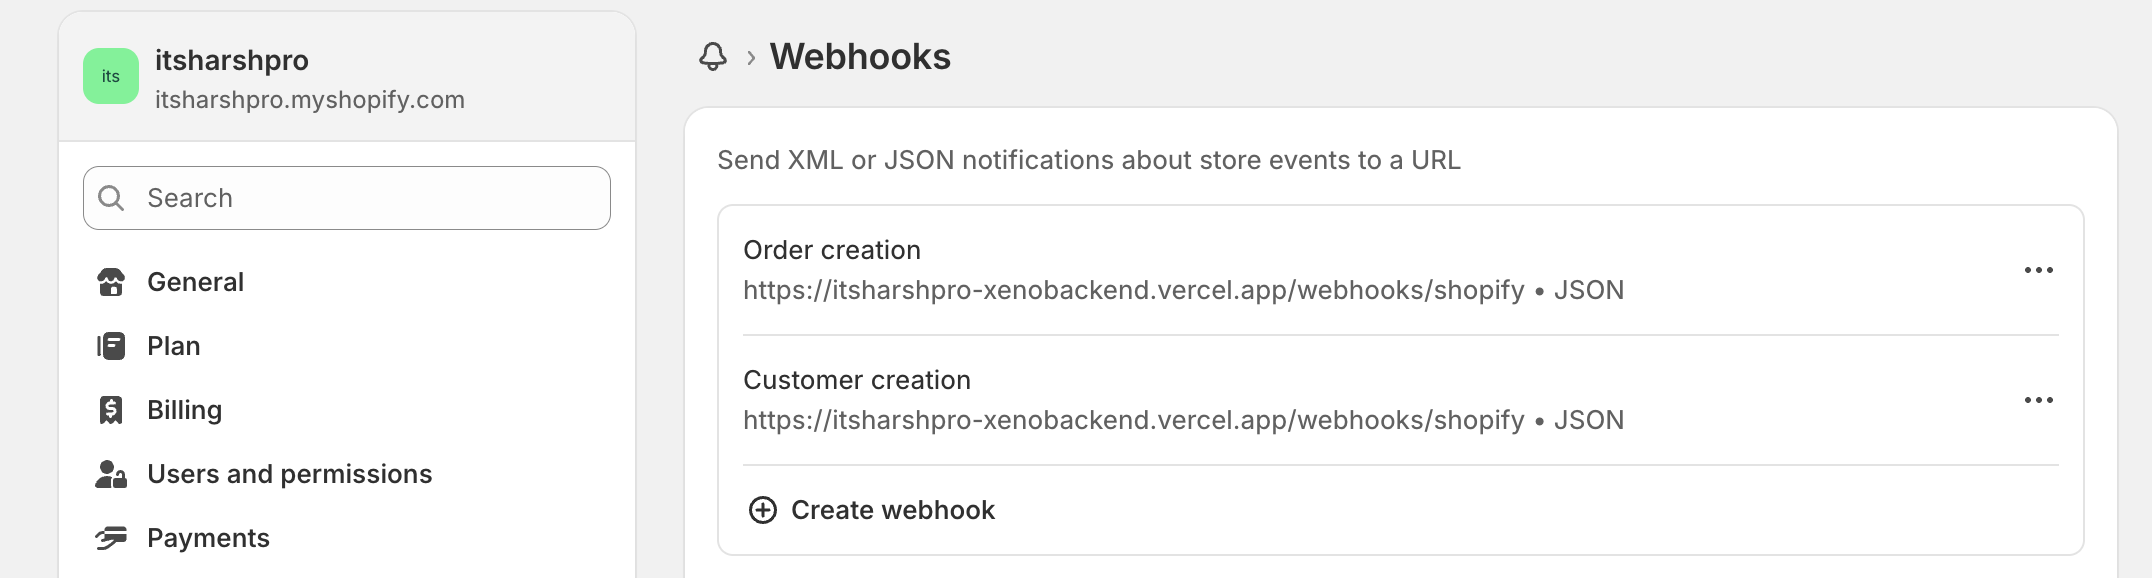 its
itsharshpro
itsharshpro.myshopify.com
Search
General
Plan
Billing
Users and permissions
Payments
› Webhooks
Send XML or JSON notifications about store events to a URL
Order creation
https://itsharshpro-xenobackend.vercel.app/webhooks/shopify • JSON
Customer creation
https://itsharshpro-xenobackend.vercel.app/webhooks/shopify • JSON
Create webhook